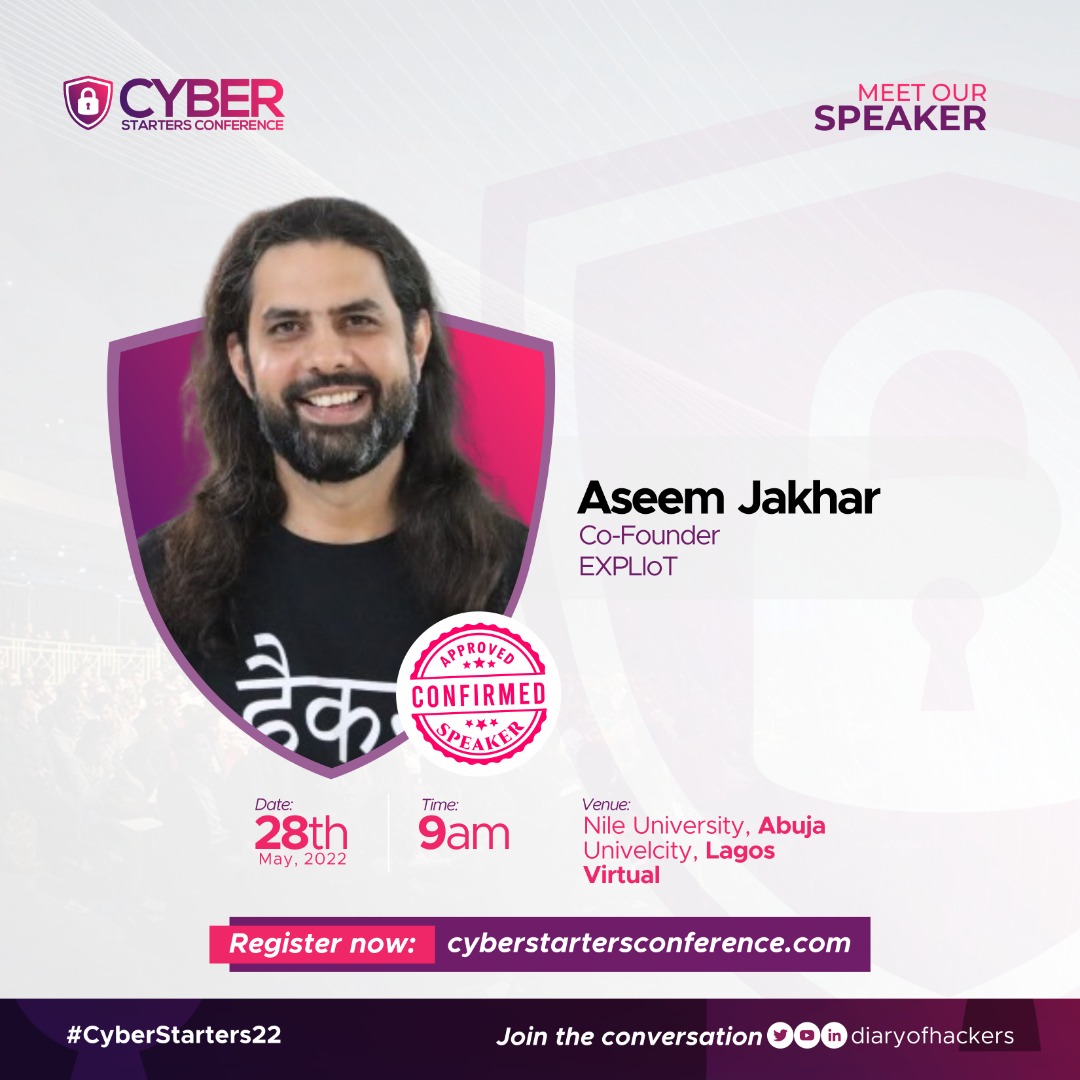 CYBER
STARTERS CONFERENCE
MEET OUR
SPEAKER
Aseem Jakhar
Co-Founder
EXPLIoT
हैक
APPROVED
CONFIRMED
SPEAKER
Date:
28th
May, 2022
Time:
9am
Venue:
Nile University, Abuja
Univelcity, Lagos
Virtual
Register now: cyberstartersconference.com
#CyberStarters22
Join the conversation diaryofhackers